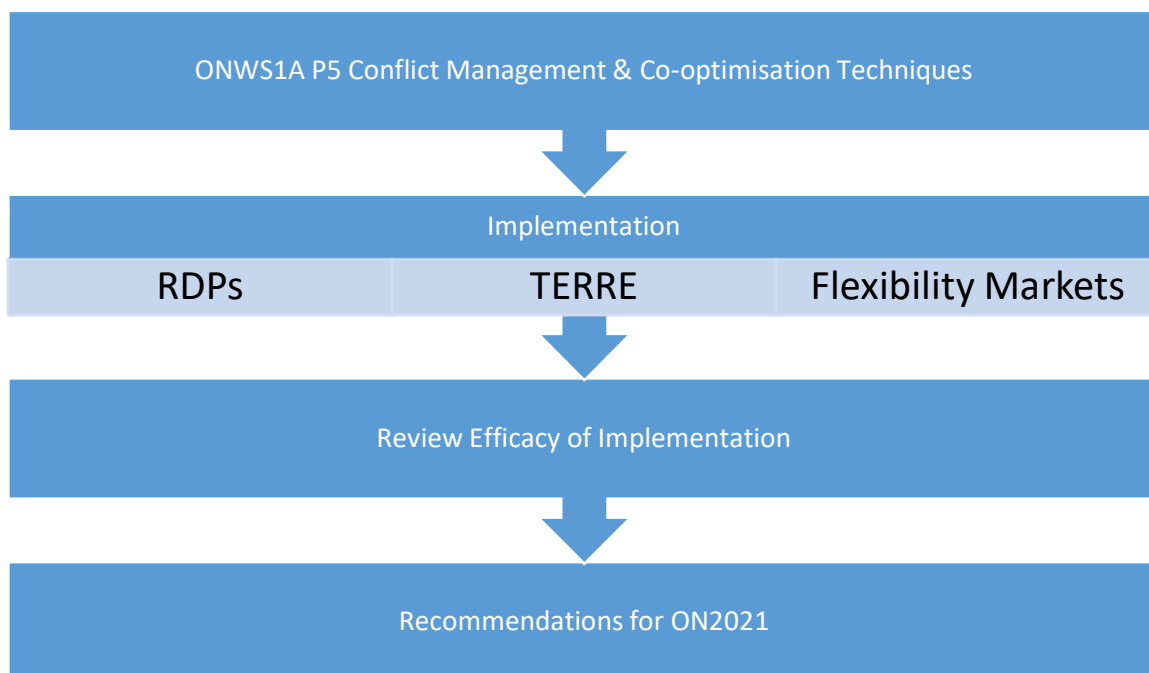 ONWS1A P5 Conflict Management & Co-optimisation Techniques
Implementation
RDPs TERRE Flexibility Markets
Review Efficacy of Implementation
Recommendations for ON2021